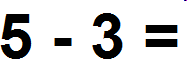 5 - 3 =